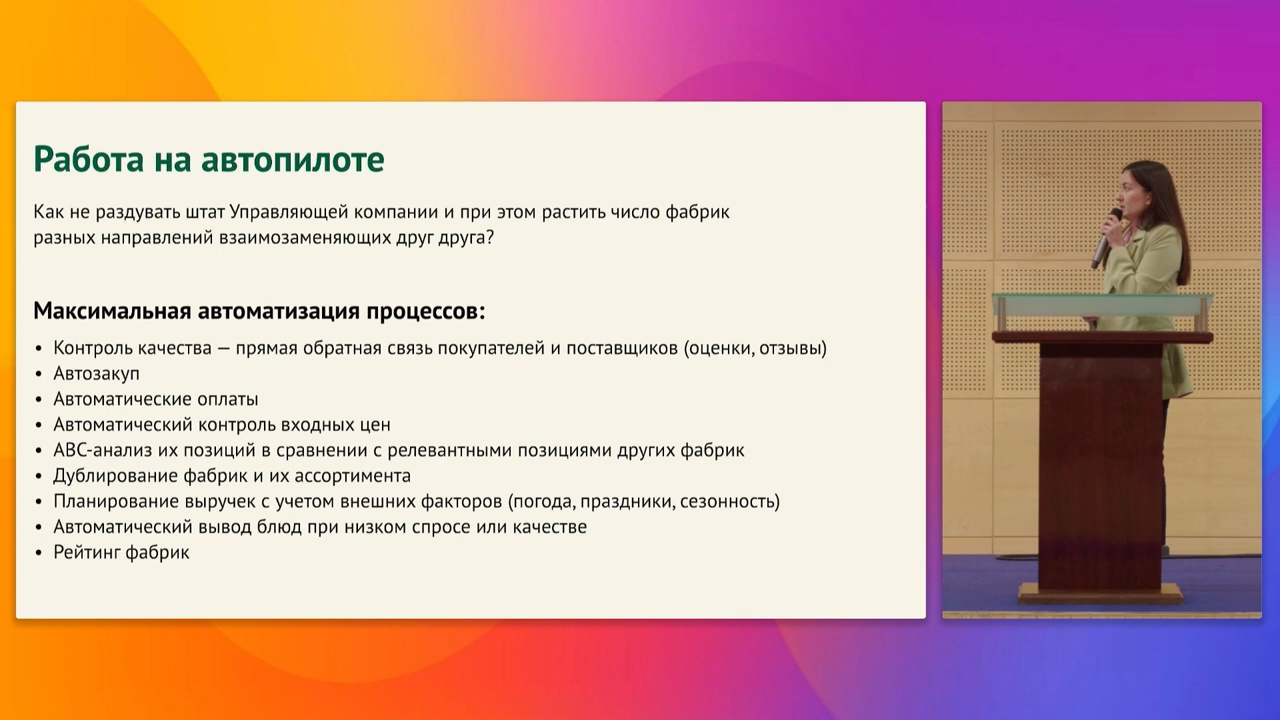 Работа на автопилоте
Как не раздувать штат Управляющей компании и при этом растить число фабрик
разных направлений взаимозаменяющих друг друга?
Максимальная автоматизация процессов:
• Контроль качества — прямая обратная связь покупателей и поставщиков (оценки, отзывы)
• Автозакуп
• Автоматические оплаты
• Автоматический контроль входных цен
• АВС-анализ их позиций в сравнении с релевантными позициями других фабрик
• Дублирование фабрик и их ассортимента
• Планирование выручек с учетом внешних факторов (погода, праздники, сезонность)
• Автоматический вывод блюд при низком спросе или качестве
• Рейтинг фабрик